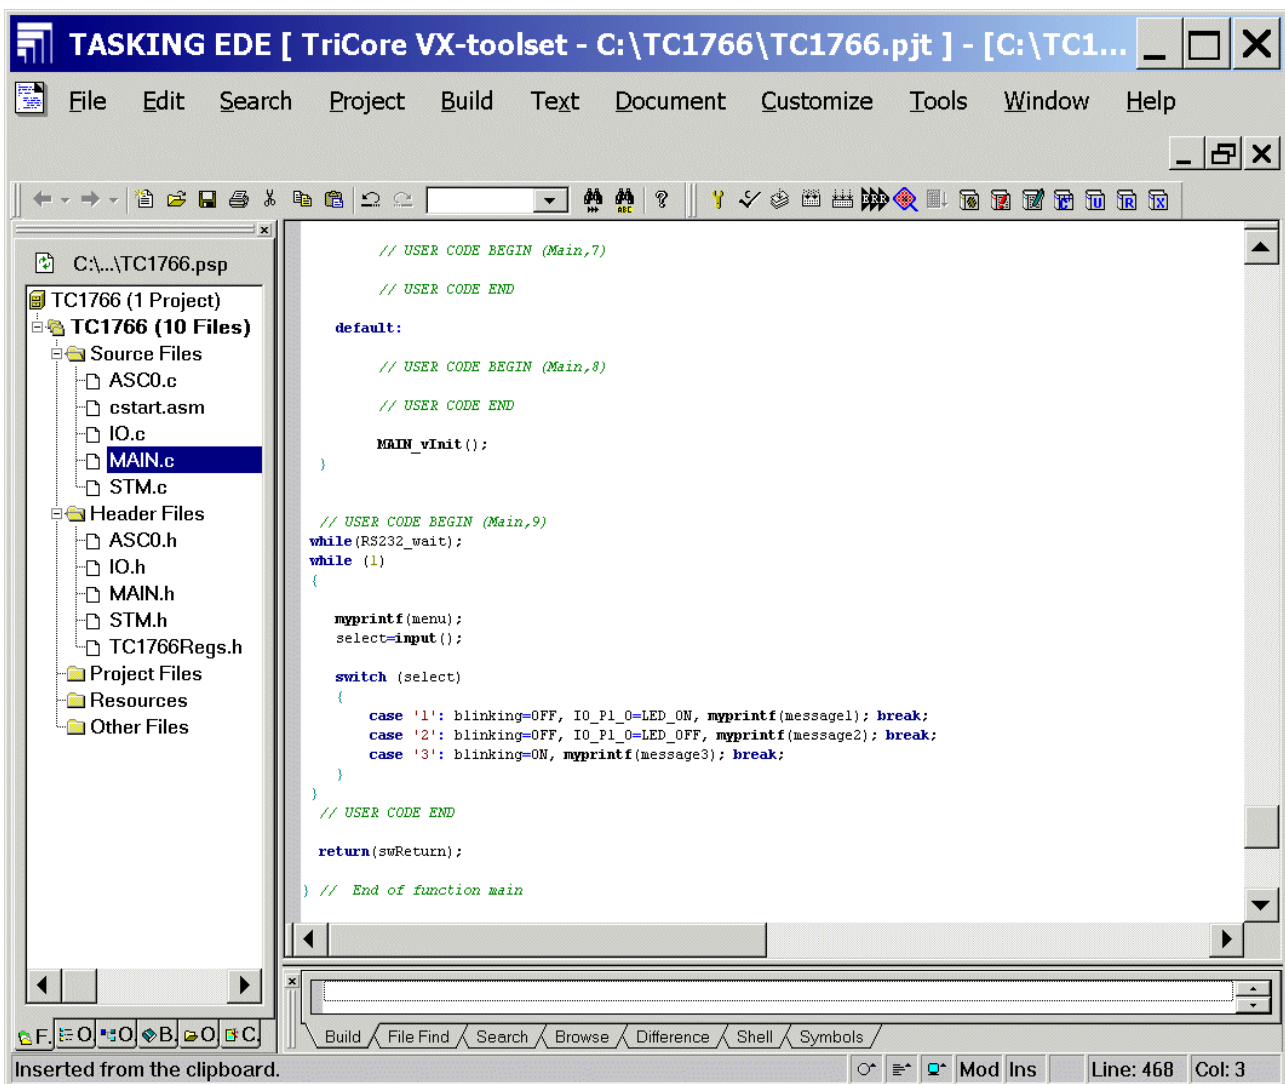 TASKING EDE [ TriCore VX-toolset - C:\TC1766\TC1766.pjt ] - [C:\TC1...
File Edit Search Project Build Text Document Customize Tools Window Help
C:\...\TC1766.psp
TC1766 (1 Project)
TC1766 (10 Files)
Source Files
ASC0.c
cstart.asm
IO.c
MAIN.c
STM.c
Header Files
ASC0.h
IO.h
MAIN.h
STM.h
TC1766Regs.h
Project Files
Resources
Other Files
F. O O B. O C.
// USER CODE BEGIN (Main,7)
// USER CODE END
default:
// USER CODE BEGIN (Main,8)
// USER CODE END
MAIN_vInit();
}
// USER CODE BEGIN (Main,9)
while(RS232_wait);
while (1)
{
myprintf(menu);
select=input();
switch (select)
{
case '1': blinking=OFF, IO_P1_0=LED_ON, myprintf(message1); break;
case '2': blinking=OFF, IO_P1_0=LED_OFF, myprintf(message2); break;
case '3': blinking=ON, myprintf(message3); break;
}
}
// USER CODE END
return(swReturn);
} //  End of function main
Build File Find Search Browse Difference Shell Symbols
Inserted from the clipboard. Mod Ins Line: 468 Col: 3